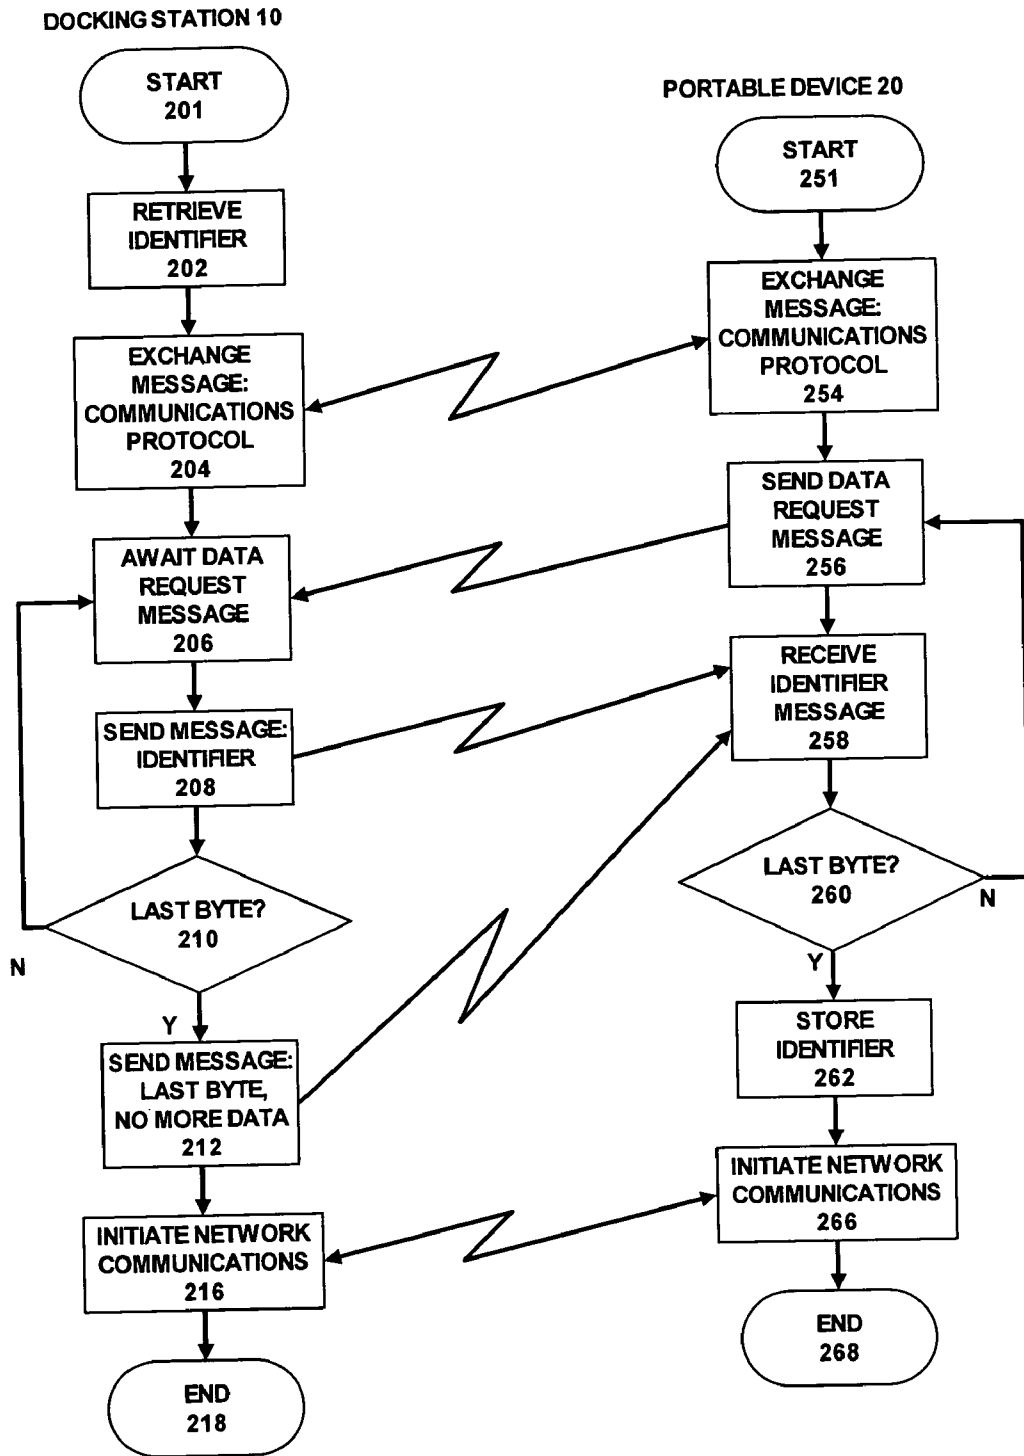 DOCKING STATION 10
START
201
RETRIEVE
IDENTIFIER
202
EXCHANGE
MESSAGE:
COMMUNICATIONS
PROTOCOL
204
AWAIT DATA
REQUEST
MESSAGE
206
SEND MESSAGE:
IDENTIFIER
208
LAST BYTE?
210
N
Y
SEND MESSAGE:
LAST BYTE,
NO MORE DATA
212
INITIATE NETWORK
COMMUNICATIONS
216
END
218
PORTABLE DEVICE 20
START
251
EXCHANGE
MESSAGE:
COMMUNICATIONS
PROTOCOL
254
SEND DATA
REQUEST
MESSAGE
256
RECEIVE
IDENTIFIER
MESSAGE
258
LAST BYTE?
260
N
Y
STORE
IDENTIFIER
262
INITIATE NETWORK
COMMUNICATIONS
266
END
268